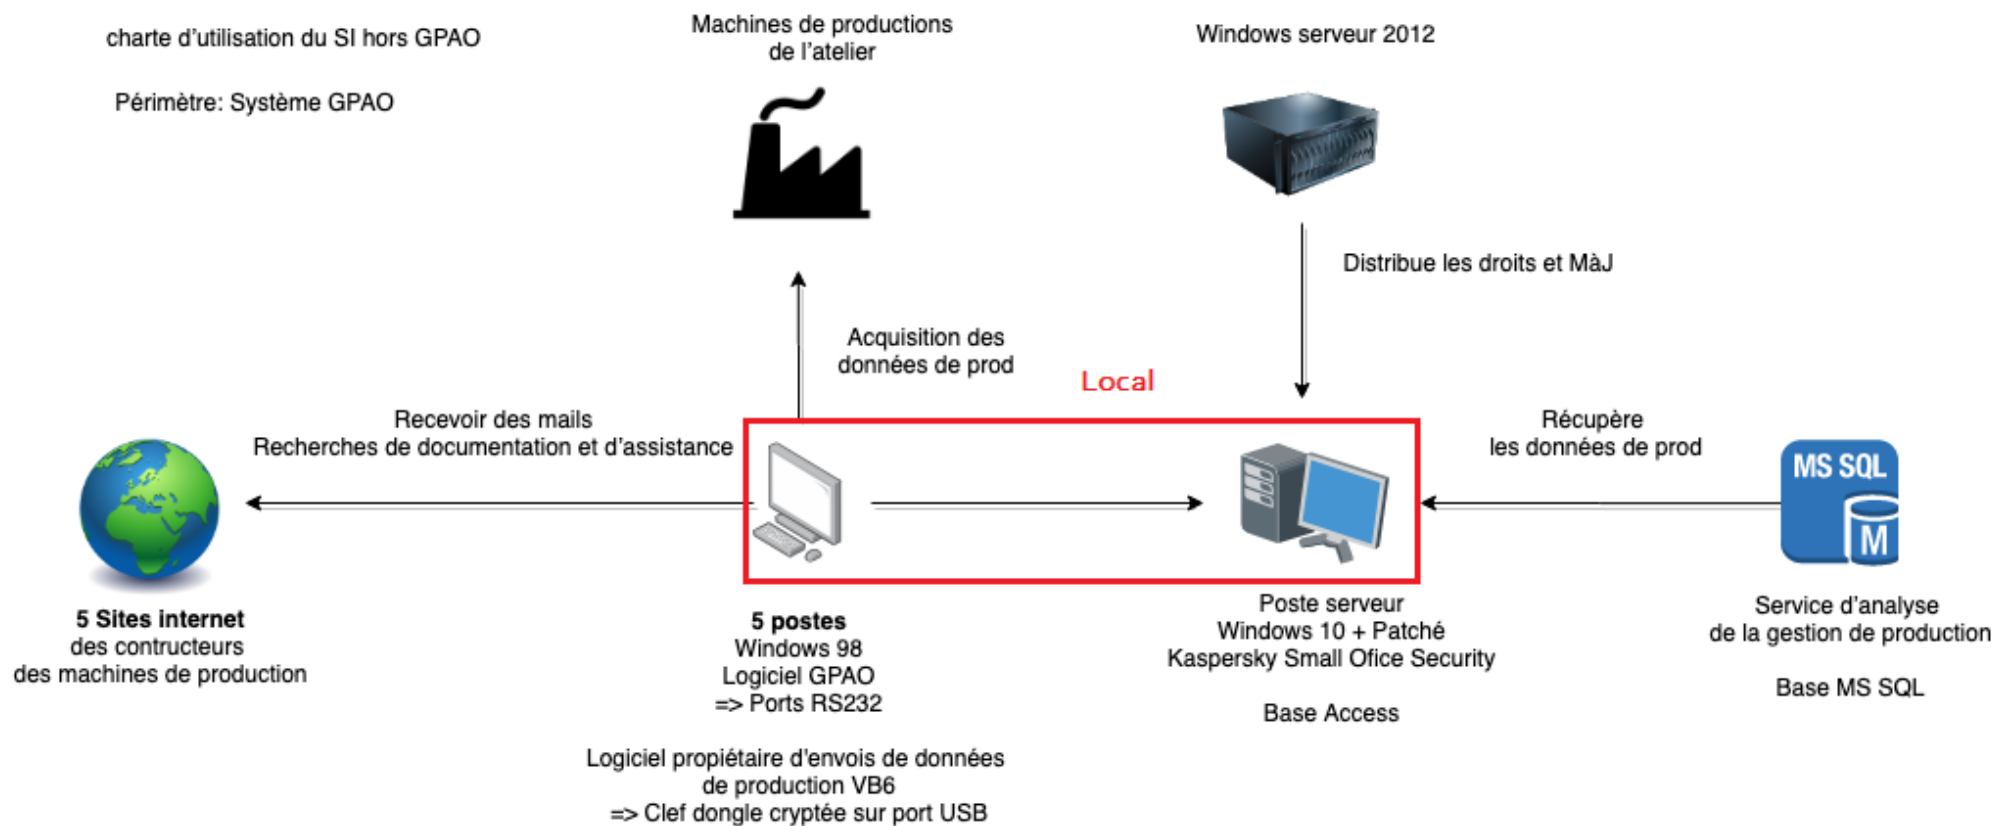 charte d'utilisation du SI hors GPAO
Périmètre: Système GPAO
Machines de productions
de l'atelier
Windows serveur 2012
Distribue les droits et MàJ
Acquisition des
données de prod
Local
Recevoir des mails
Recherches de documentation et d'assistance
Récupère
les données de prod
MS SQL
M
5 Sites internet
des contructeurs
des machines de production
5 postes
Windows 98
Logiciel GPAO
=> Ports RS232
Logiciel propiétaire d'envois de données
de production VB6
=> Clef dongle cryptée sur port USB
Poste serveur
Windows 10 + Patché
Kaspersky Small Ofice Security
Base Access
Service d'analyse
de la gestion de production
Base MS SQL